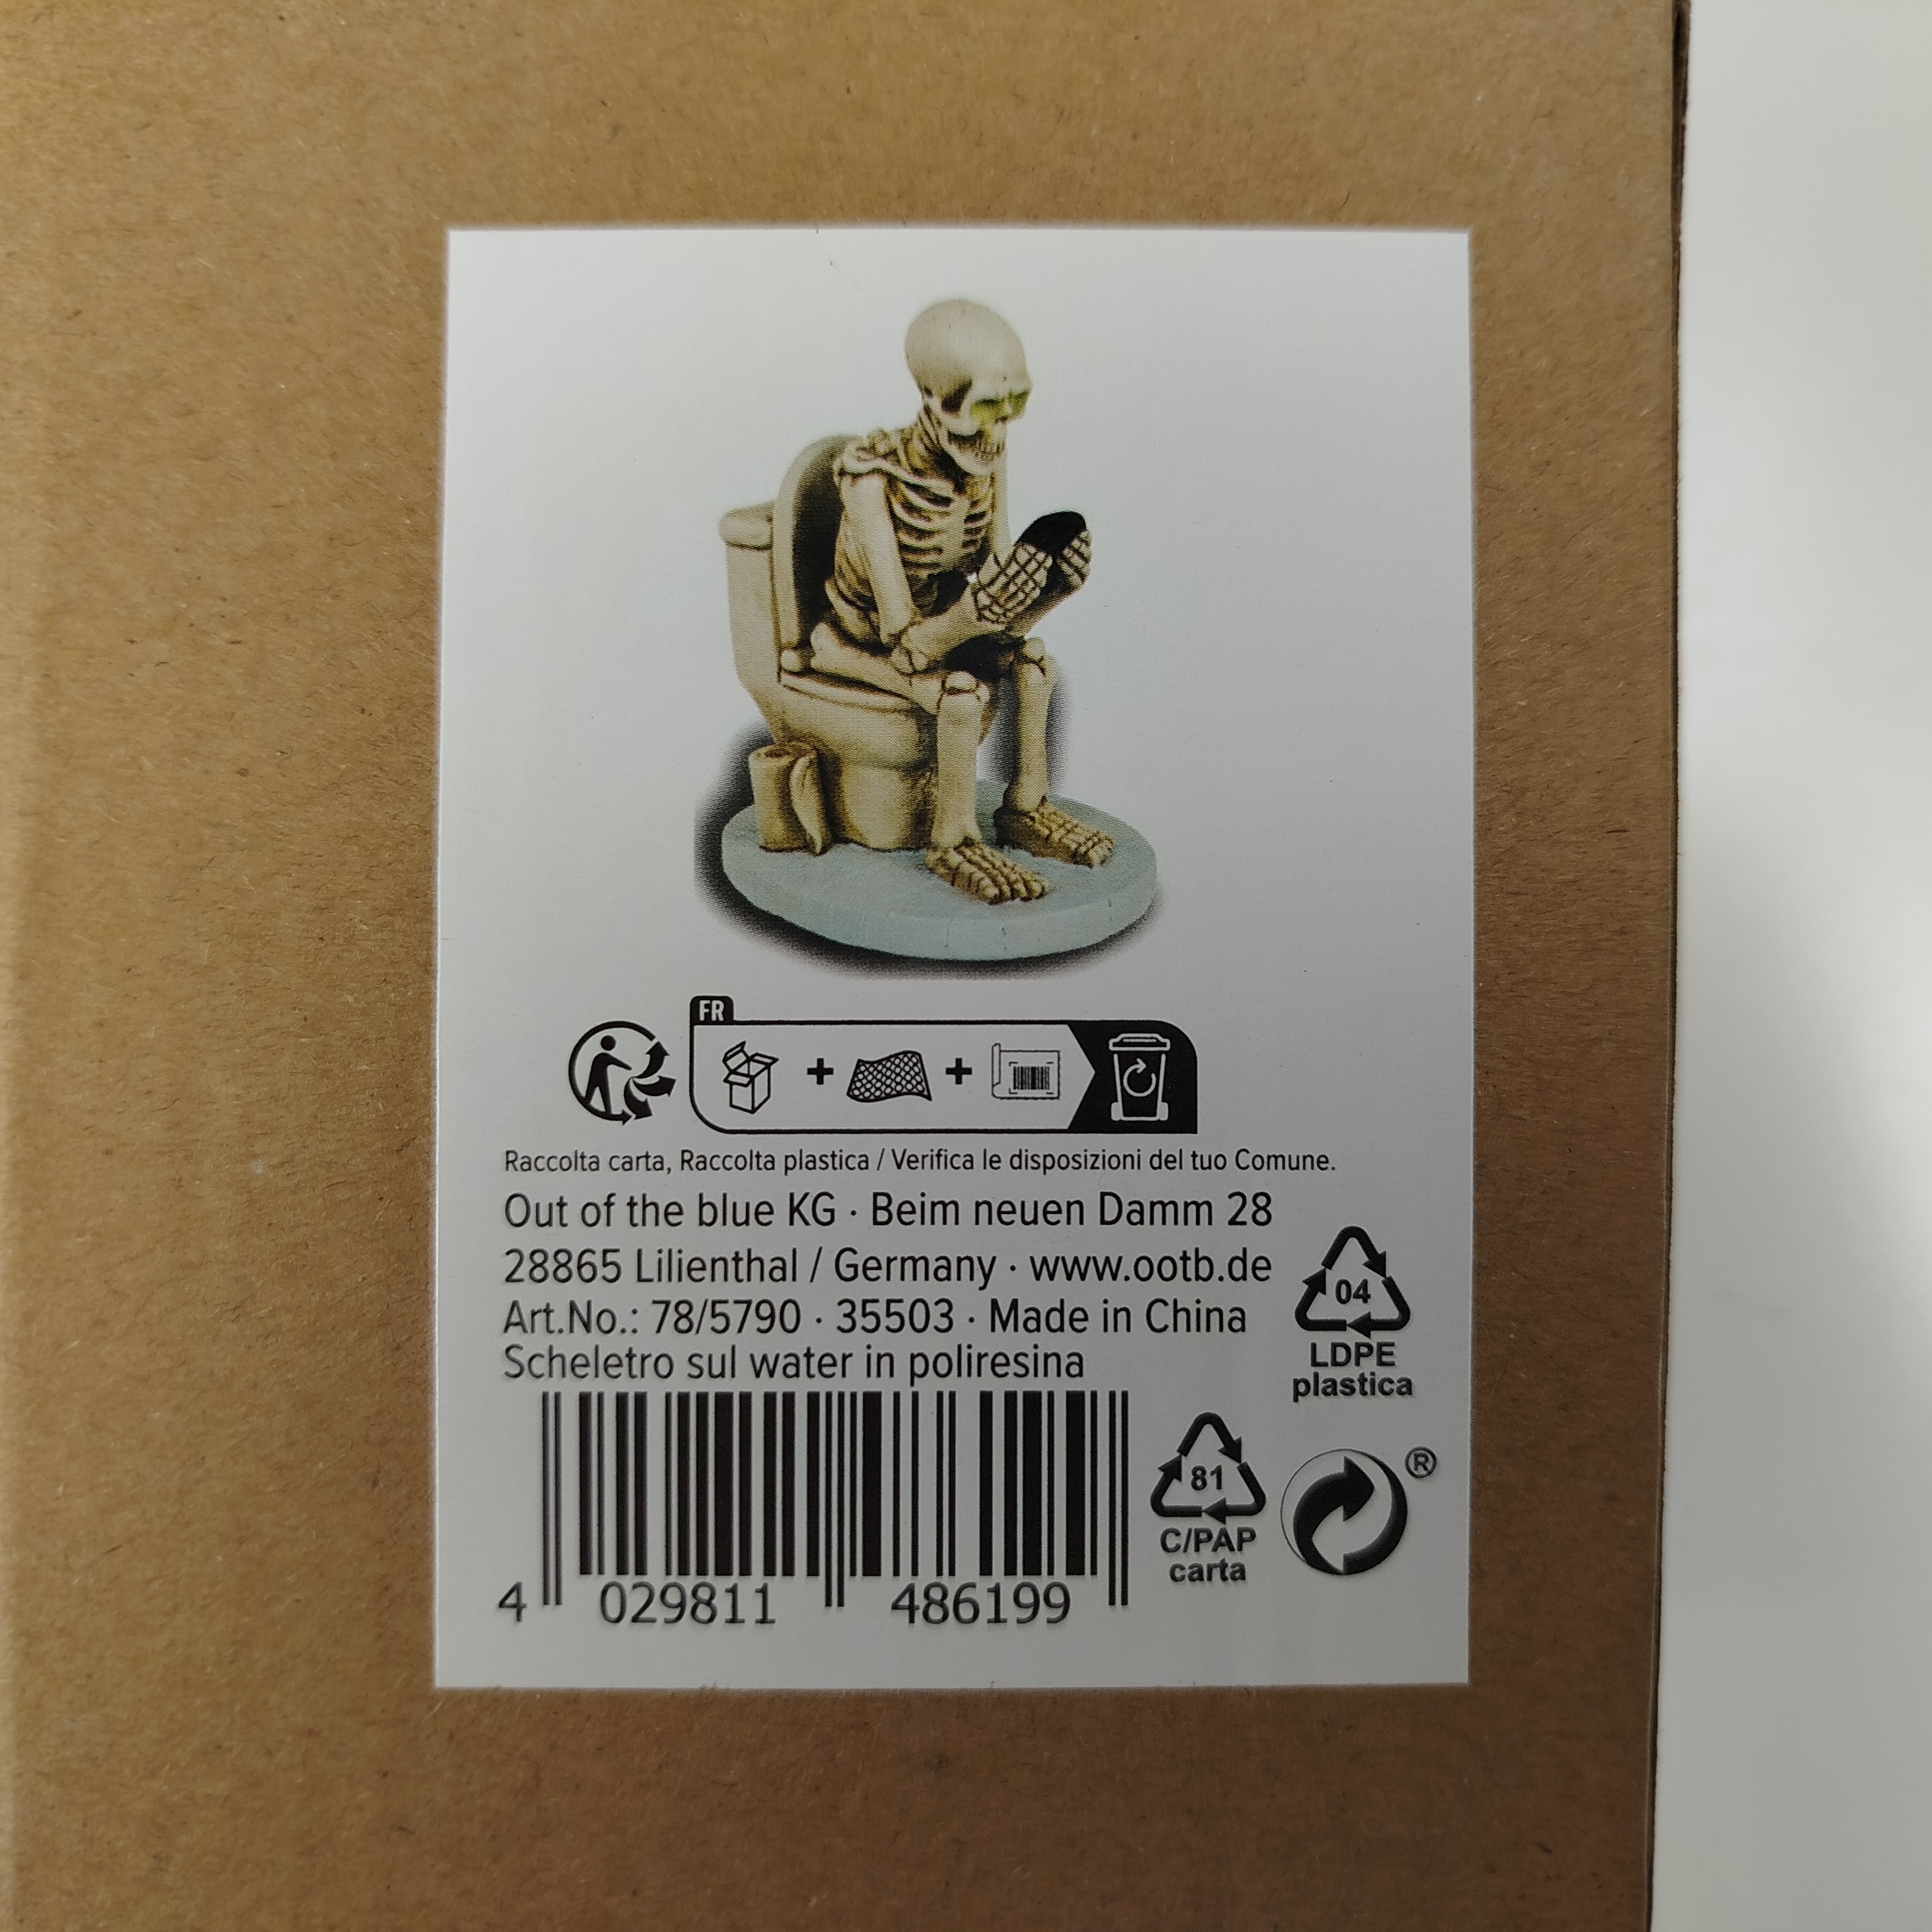 FR
Raccolta carta, Raccolta plastica / Verifica le disposizioni del tuo Comune.
Out of the blue KG · Beim neuen Damm 28
28865 Lilienthal / Germany · www.ootb.de
Art.No.: 78/5790 · 35503 · Made in China
Scheletro sul water in poliresina
04
LDPE
plastica
81
C/PAP
carta
®
4 029811 486199